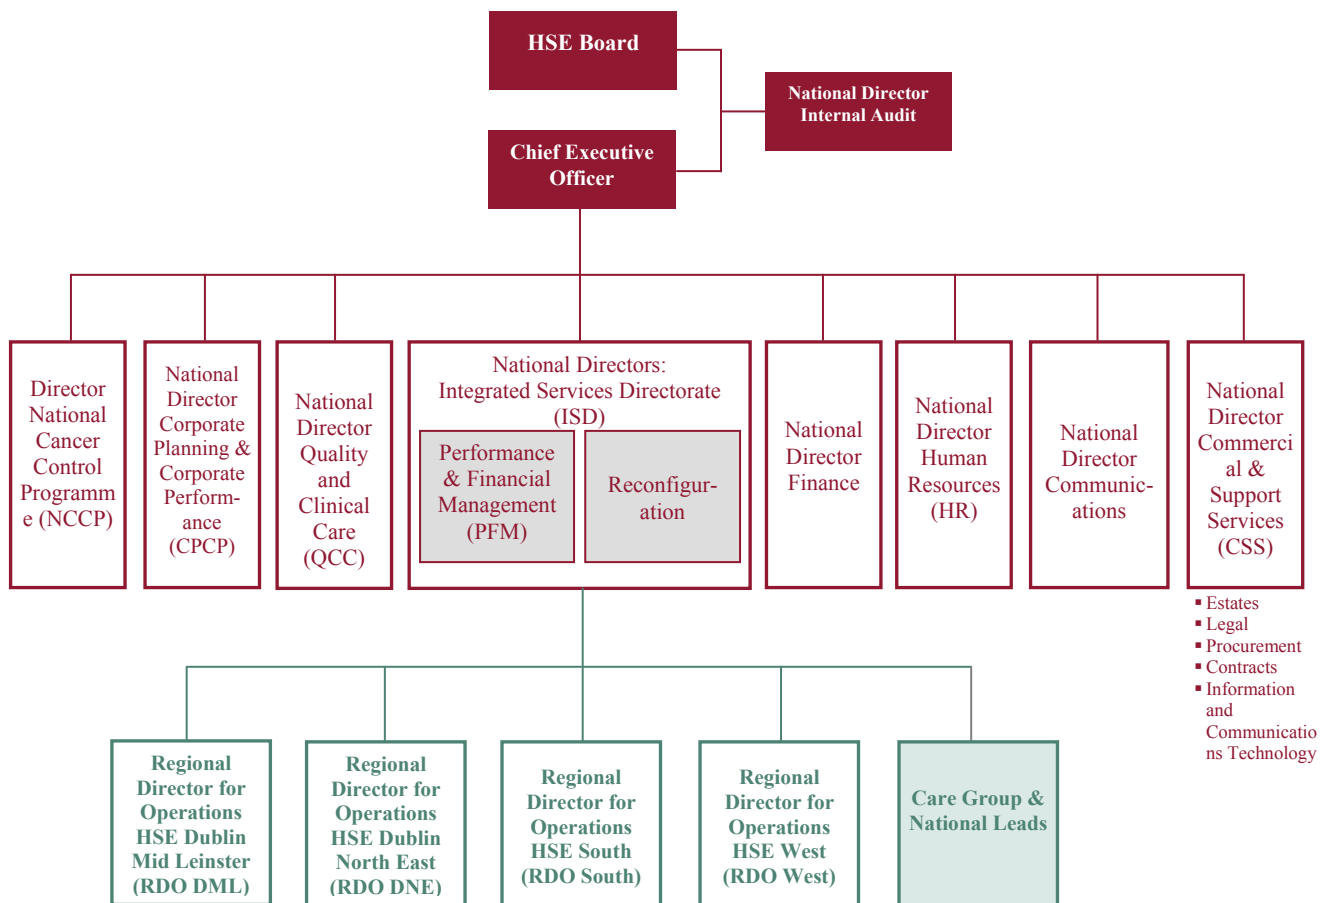 HSE Board
National Director
Internal Audit
Chief Executive
Officer
Director
National
Cancer
Control
Programm
e (NCCP)
National
Director
Corporate
Planning &
Corporate
Perform-
ance
(CPCP)
National
Director
Quality
and
Clinical
Care
(QCC)
National Directors:
Integrated Services Directorate
(ISD)
Performance
& Financial
Management
(PFM)
Reconfigur-
ation
National
Director
Finance
National
Director
Human
Resources
(HR)
National
Director
Communic-
ations
National
Director
Commerci
al &
Support
Services
(CSS)
▪ Estates
▪ Legal
▪ Procurement
▪ Contracts
▪ Information
and
Communicatio
ns Technology
Regional
Director for
Operations
HSE Dublin
Mid Leinster
(RDO DML)
Regional
Director for
Operations
HSE Dublin
North East
(RDO DNE)
Regional
Director for
Operations
HSE South
(RDO South)
Regional
Director for
Operations
HSE West
(RDO West)
Care Group &
National Leads